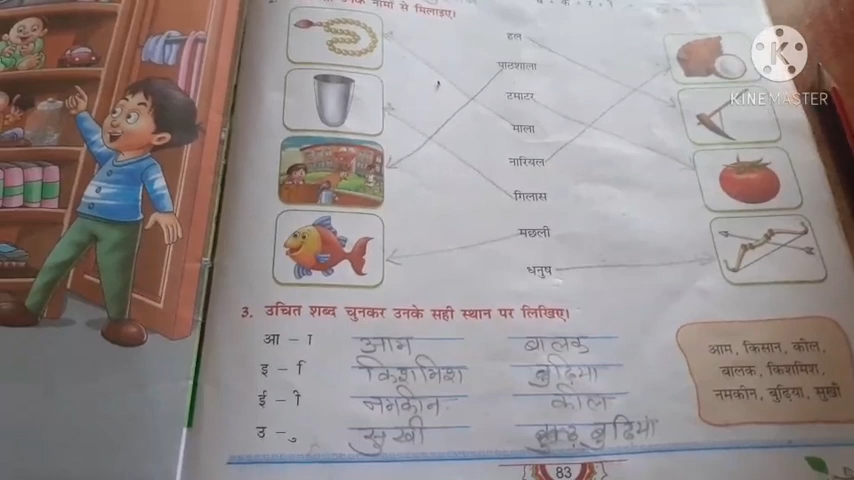 नामों से मिलाइए।
हल
पाठशाला
टमाटर
माला
नारियल
गिलास
मछली
धनुष
KINEMASTER
3. उचित शब्द चुनकर उनके सही स्थान पर लिखिए।
आ – ा आम बालक
इ – ि किशमिश बुढ़िया
ई – ी नमकीन कील
उ – ु सुखी बुढिया
आम, किसान, कील,
बालक, किशमिश,
नमकीन, बुढ़िया, सुखी
83